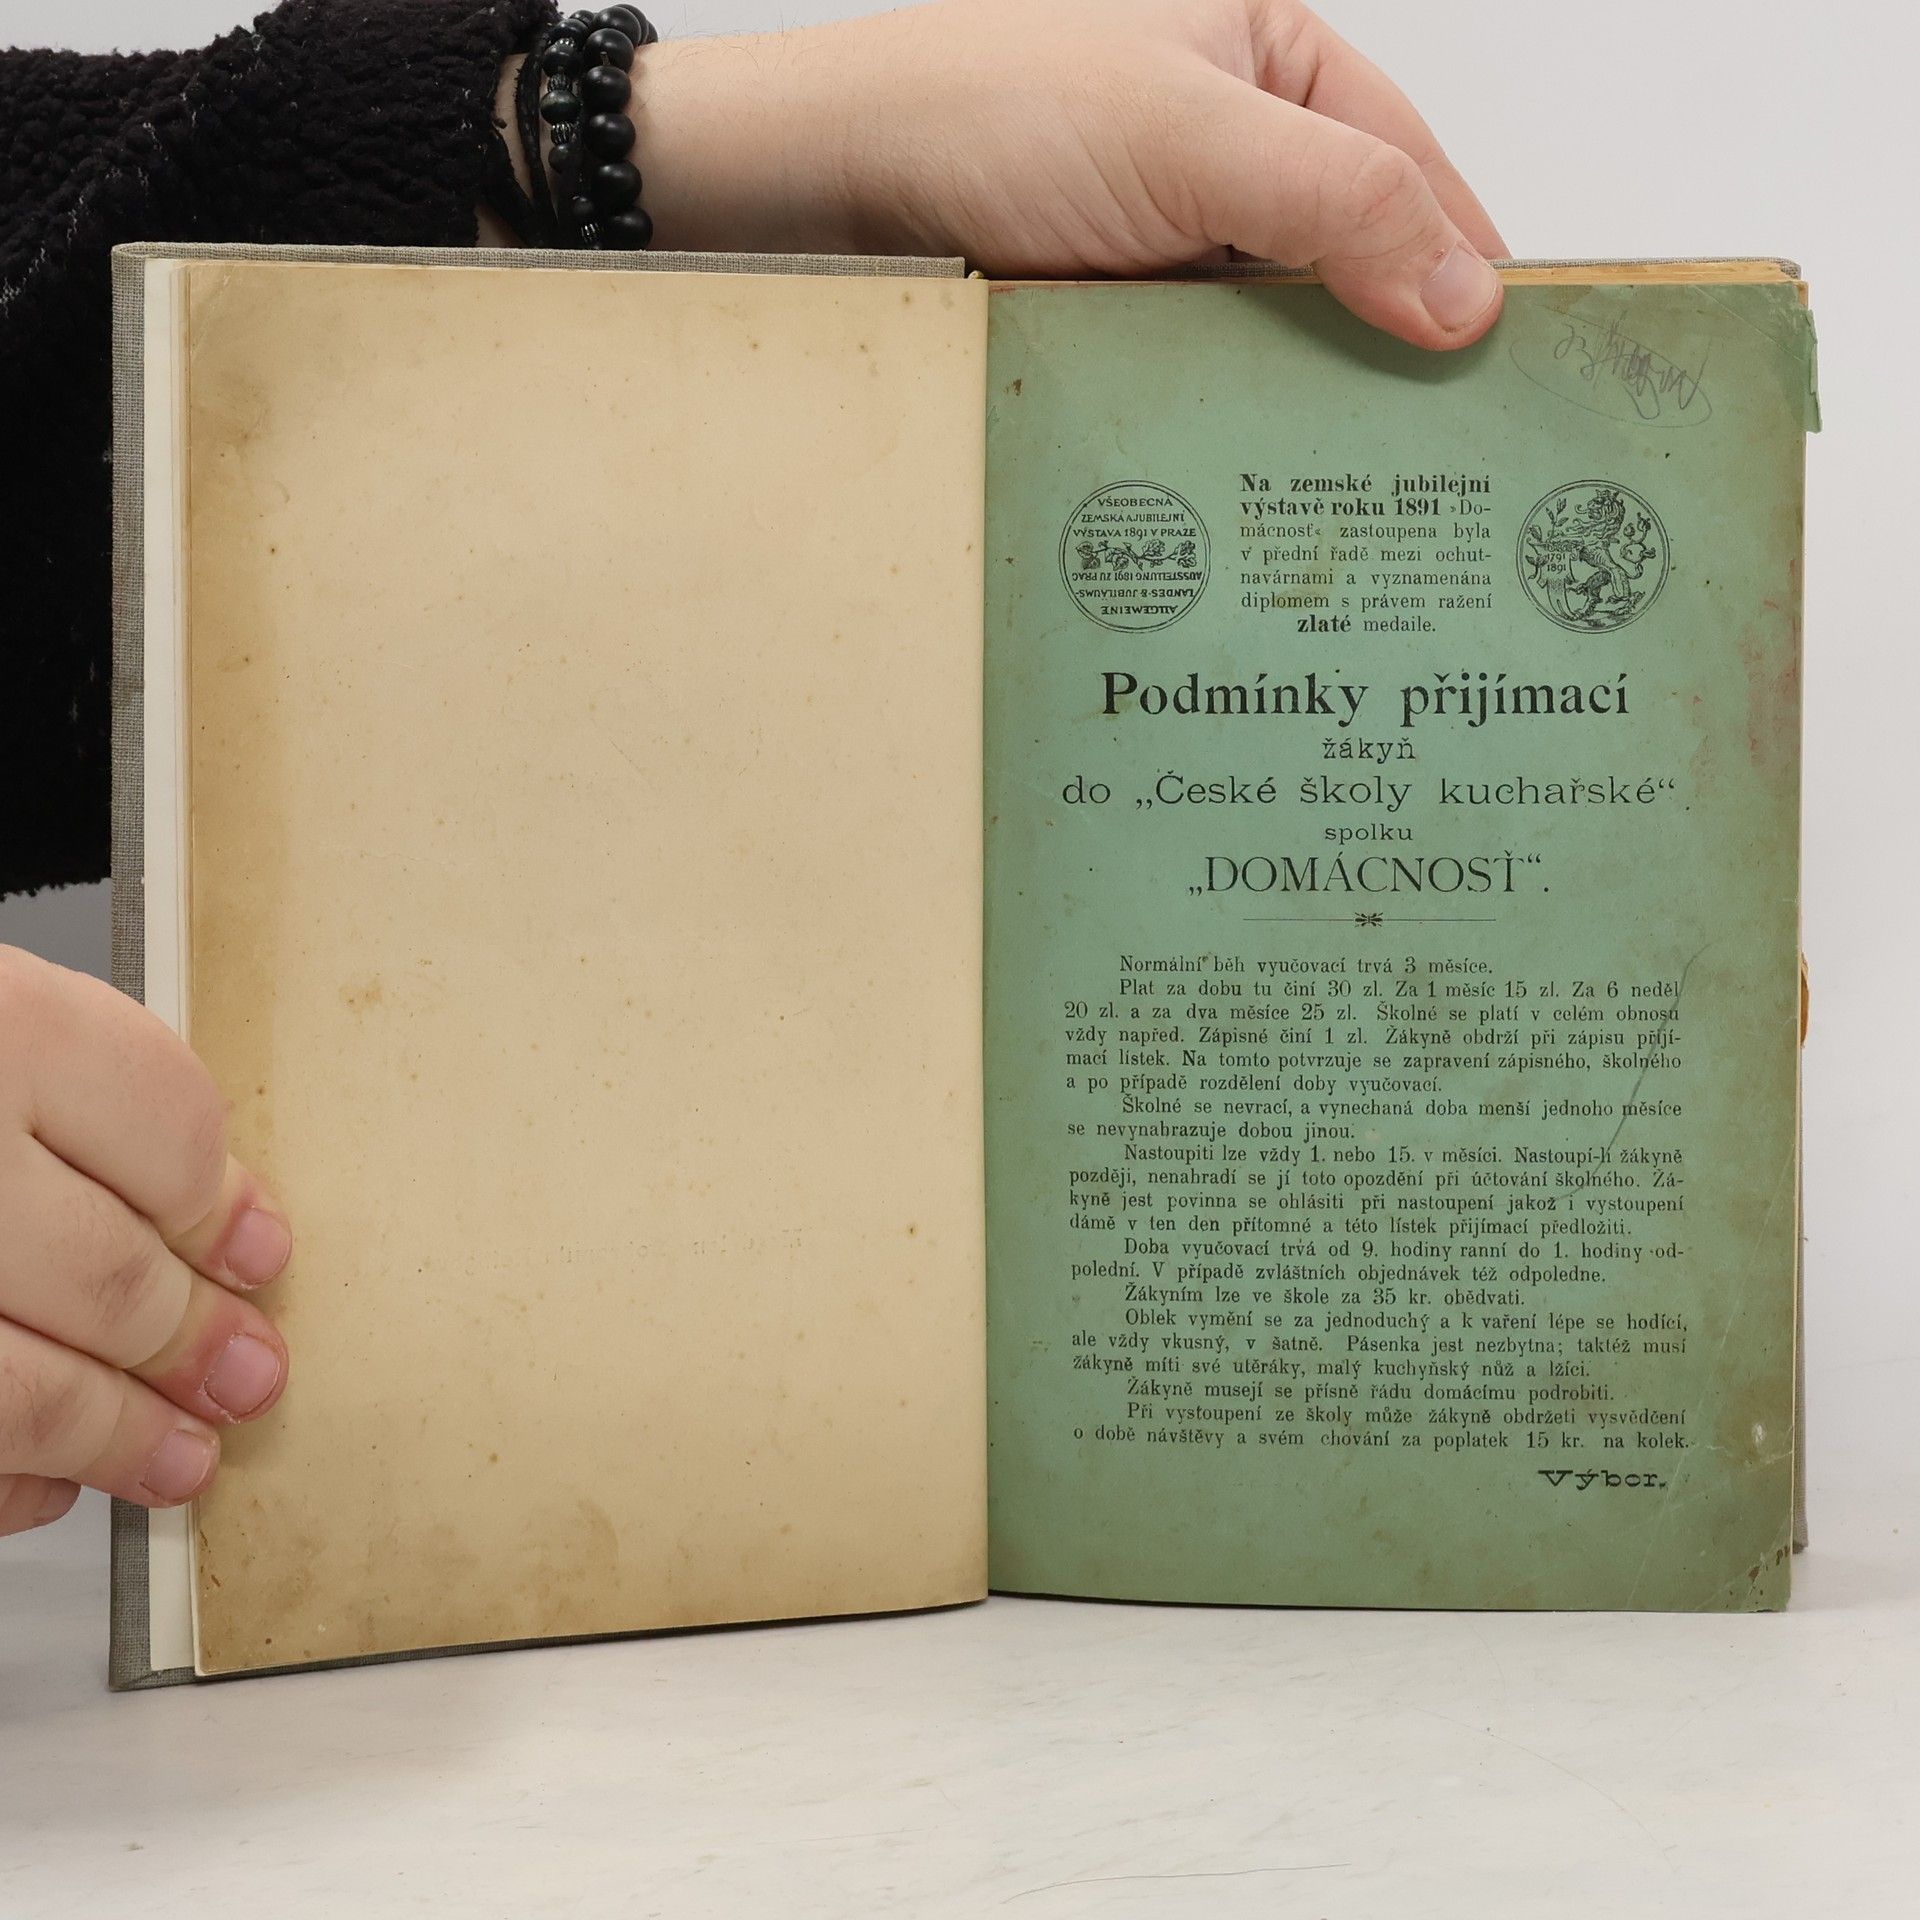 VŠEOBECNÁ
ZEMSKÁ A JUBILEJNÍ
VÝSTAVA 1891 V PRAZE
ALLGEMEINE
LANDES- & JUBILÄUMS-
AUSSTELLUNG 1891 ZU PRAG
Na zemské jubilejní
výstavě roku 1891 »Do-
mácnosť« zastoupena byla
v přední řadě mezi ochut-
navárnami a vyznamenána
diplomem s právem ražení
zlaté medaile.
1791
1891
Podmínky přijímací
žákyň
do „České školy kuchařské“
spolku
„DOMÁCNOSŤ“.
Normální běh vyučovací trvá 3 měsíce.
Plat za dobu tu činí 30 zl. Za 1 měsíc 15 zl. Za 6 neděl
20 zl. a za dva měsíce 25 zl. Školné se platí v celém obnosu
vždy napřed. Zápisné činí 1 zl. Žákyně obdrží při zápisu přijí-
mací lístek. Na tomto potvrzuje se zapravení zápisného, školného
a po případě rozdělení doby vyučovací.
Školné se nevrací, a vynechaná doba menší jednoho měsíce
se nevynahrazuje dobou jinou.
Nastoupiti lze vždy 1. nebo 15. v měsíci. Nastoupí-li žákyně
později, nenahradí se jí toto opozdění při účtování školného. Žá-
kyně jest povinna se ohlásiti při nastoupení jakož i vystoupení
dámě v ten den přítomné a této lístek přijímací předložiti.
Doba vyučovací trvá od 9. hodiny ranní do 1. hodiny od-
polední. V případě zvláštních objednávek též odpoledne.
Žákyním lze ve škole za 35 kr. obědvati.
Oblek vymění se za jednoduchý a k vaření lépe se hodící,
ale vždy vkusný, v šatně. Pásenka jest nezbytna; taktéž musí
žákyně míti své utěráky, malý kuchyňský nůž a lžíci.
Žákyně musejí se přísně řádu domácímu podrobiti.
Při vystoupení ze školy může žákyně obdržeti vysvědčení
o době návštěvy a svém chování za poplatek 15 kr. na kolek.
Výbor.